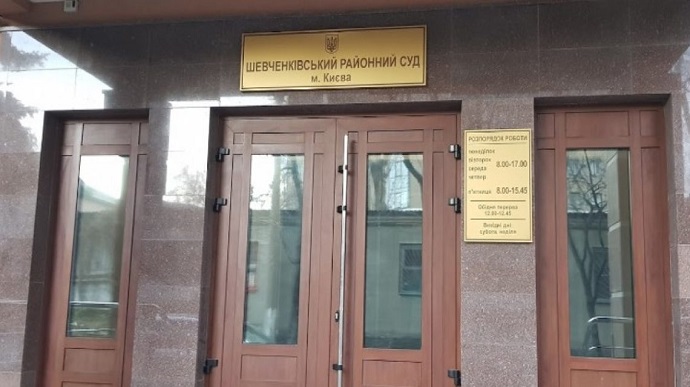 ШЕВЧЕНКІВСЬКИЙ РАЙОННИЙ СУД
м. Києва
РОЗПОРЯДОК РОБОТИ
понеділок
вівторок
середа
четвер
8.00-17.00
п'ятниця 8.00-15.45
Обідня перерва
12.00-12.45
Вихідні дні
субота, неділя